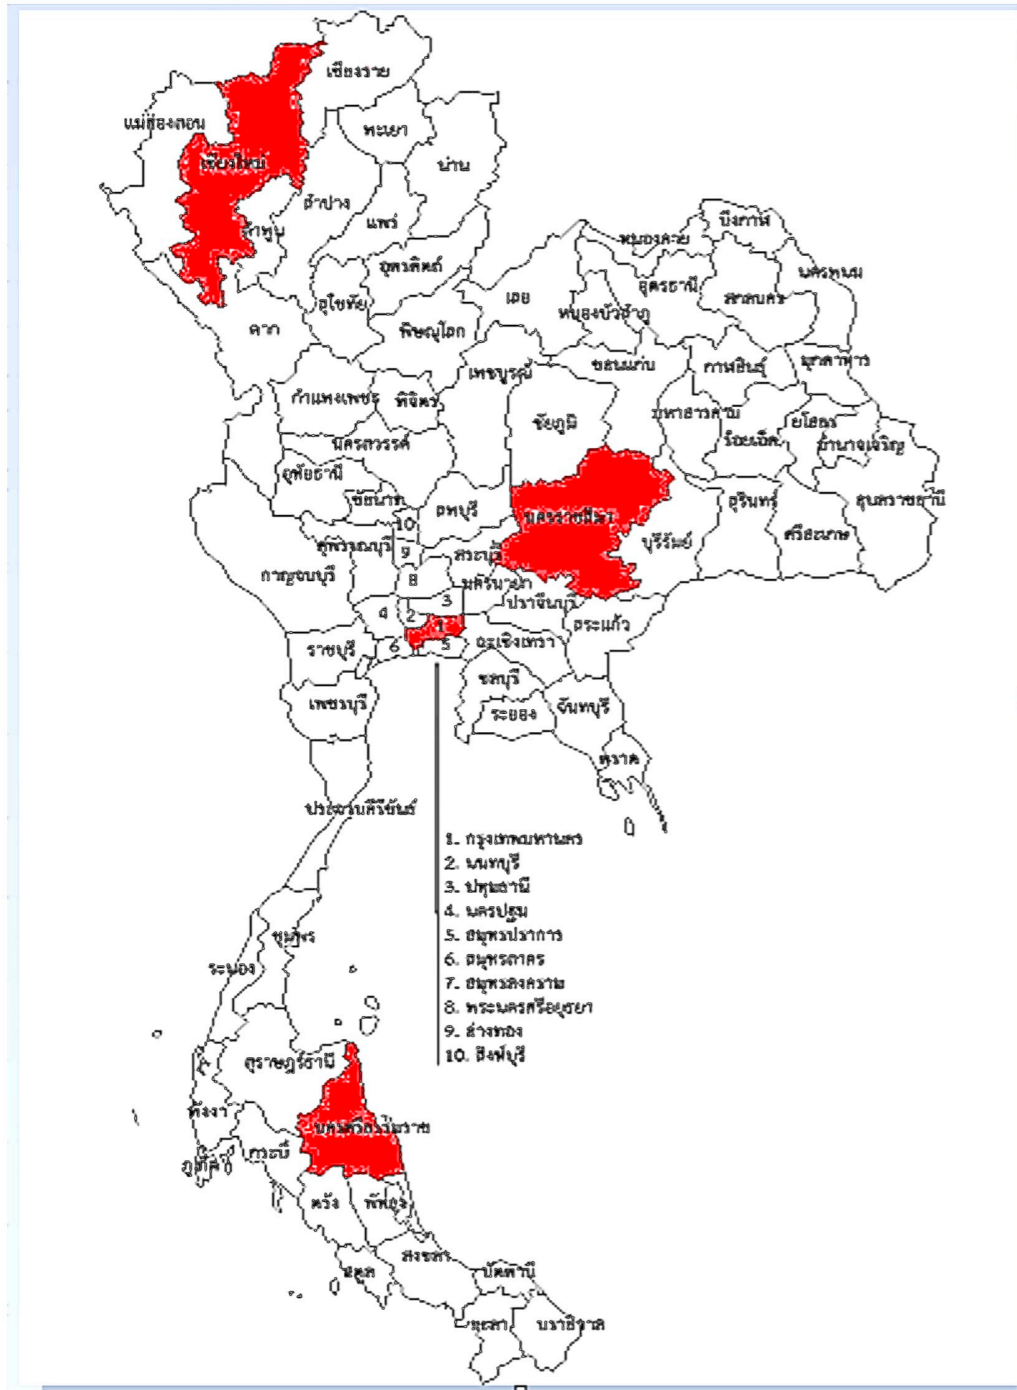 เชียงราย
แม่ฮ่องสอน
พะเยา
เชียงใหม่
น่าน
ลำปาง
แพร่
ลำพูน
บึงกาฬ
หนองคาย
อุตรดิตถ์
นครพนม
อุดรธานี
สกลนคร
เลย
สุโขทัย
หนองบัวลำภู
ตาก
พิษณุโลก
ขอนแก่น
กาฬสินธุ์
มุกดาหาร
เพชรบูรณ์
กำแพงเพชร
พิจิตร
ชัยภูมิ
มหาสารคาม
ยโสธร
ร้อยเอ็ด
อำนาจเจริญ
นครสวรรค์
อุทัยธานี
ชัยนาท
ลพบุรี
สุรินทร์
อุบลราชธานี
10
นครราชสีมา
ศรีสะเกษ
สุพรรณบุรี
9
สระบุรี
บุรีรัมย์
กาญจนบุรี
8
นครนายก
ปราจีนบุรี
3
4
2
1
สระแก้ว
ราชบุรี
6
5
ฉะเชิงเทรา
ชลบุรี
เพชรบุรี
ระยอง
จันทบุรี
ตราด
ประจวบคีรีขันธ์
1. กรุงเทพมหานคร
2. นนทบุรี
3. ปทุมธานี
4. นครปฐม
5. สมุทรปราการ
6. สมุทรสาคร
7. สมุทรสงคราม
8. พระนครศรีอยุธยา
9. อ่างทอง
10. สิงห์บุรี
ชุมพร
ระนอง
สุราษฎร์ธานี
พังงา
นครศรีธรรมราช
กระบี่
ภูเก็ต
ตรัง
พัทลุง
สงขลา
สตูล
ปัตตานี
ยะลา
นราธิวาส